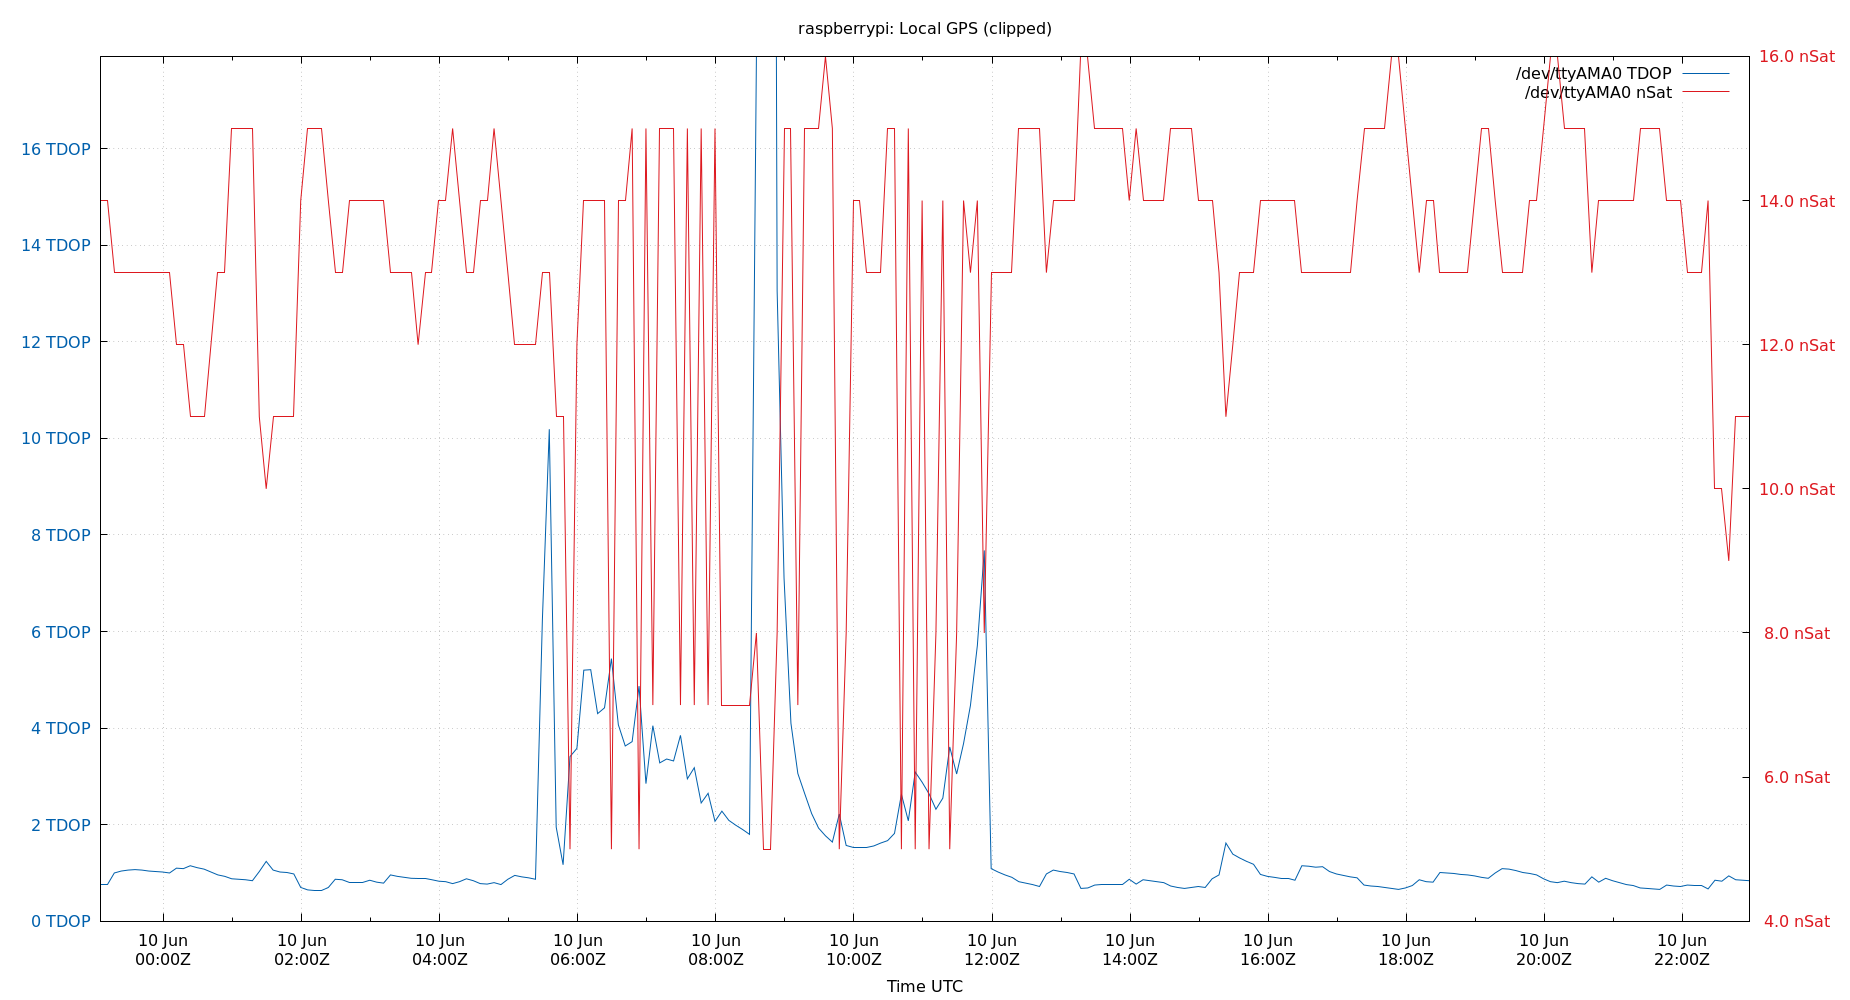 raspberrypi: Local GPS (clipped)
16.0 nSat
/dev/ttyAMA0 TDOP
/dev/ttyAMA0 nSat
16 TDOP
14.0 nSat
14 TDOP
12 TDOP
12.0 nSat
10 TDOP
10.0 nSat
8 TDOP
6 TDOP
8.0 nSat
4 TDOP
6.0 nSat
2 TDOP
0 TDOP
4.0 nSat
10 Jun 10 Jun 10 Jun 10 Jun 10 Jun 10 Jun 10 Jun 10 Jun 10 Jun 10 Jun 10 Jun 10 Jun
00:00Z 02:00Z 04:00Z 06:00Z 08:00Z 10:00Z 12:00Z 14:00Z 16:00Z 18:00Z 20:00Z 22:00Z
Time UTC